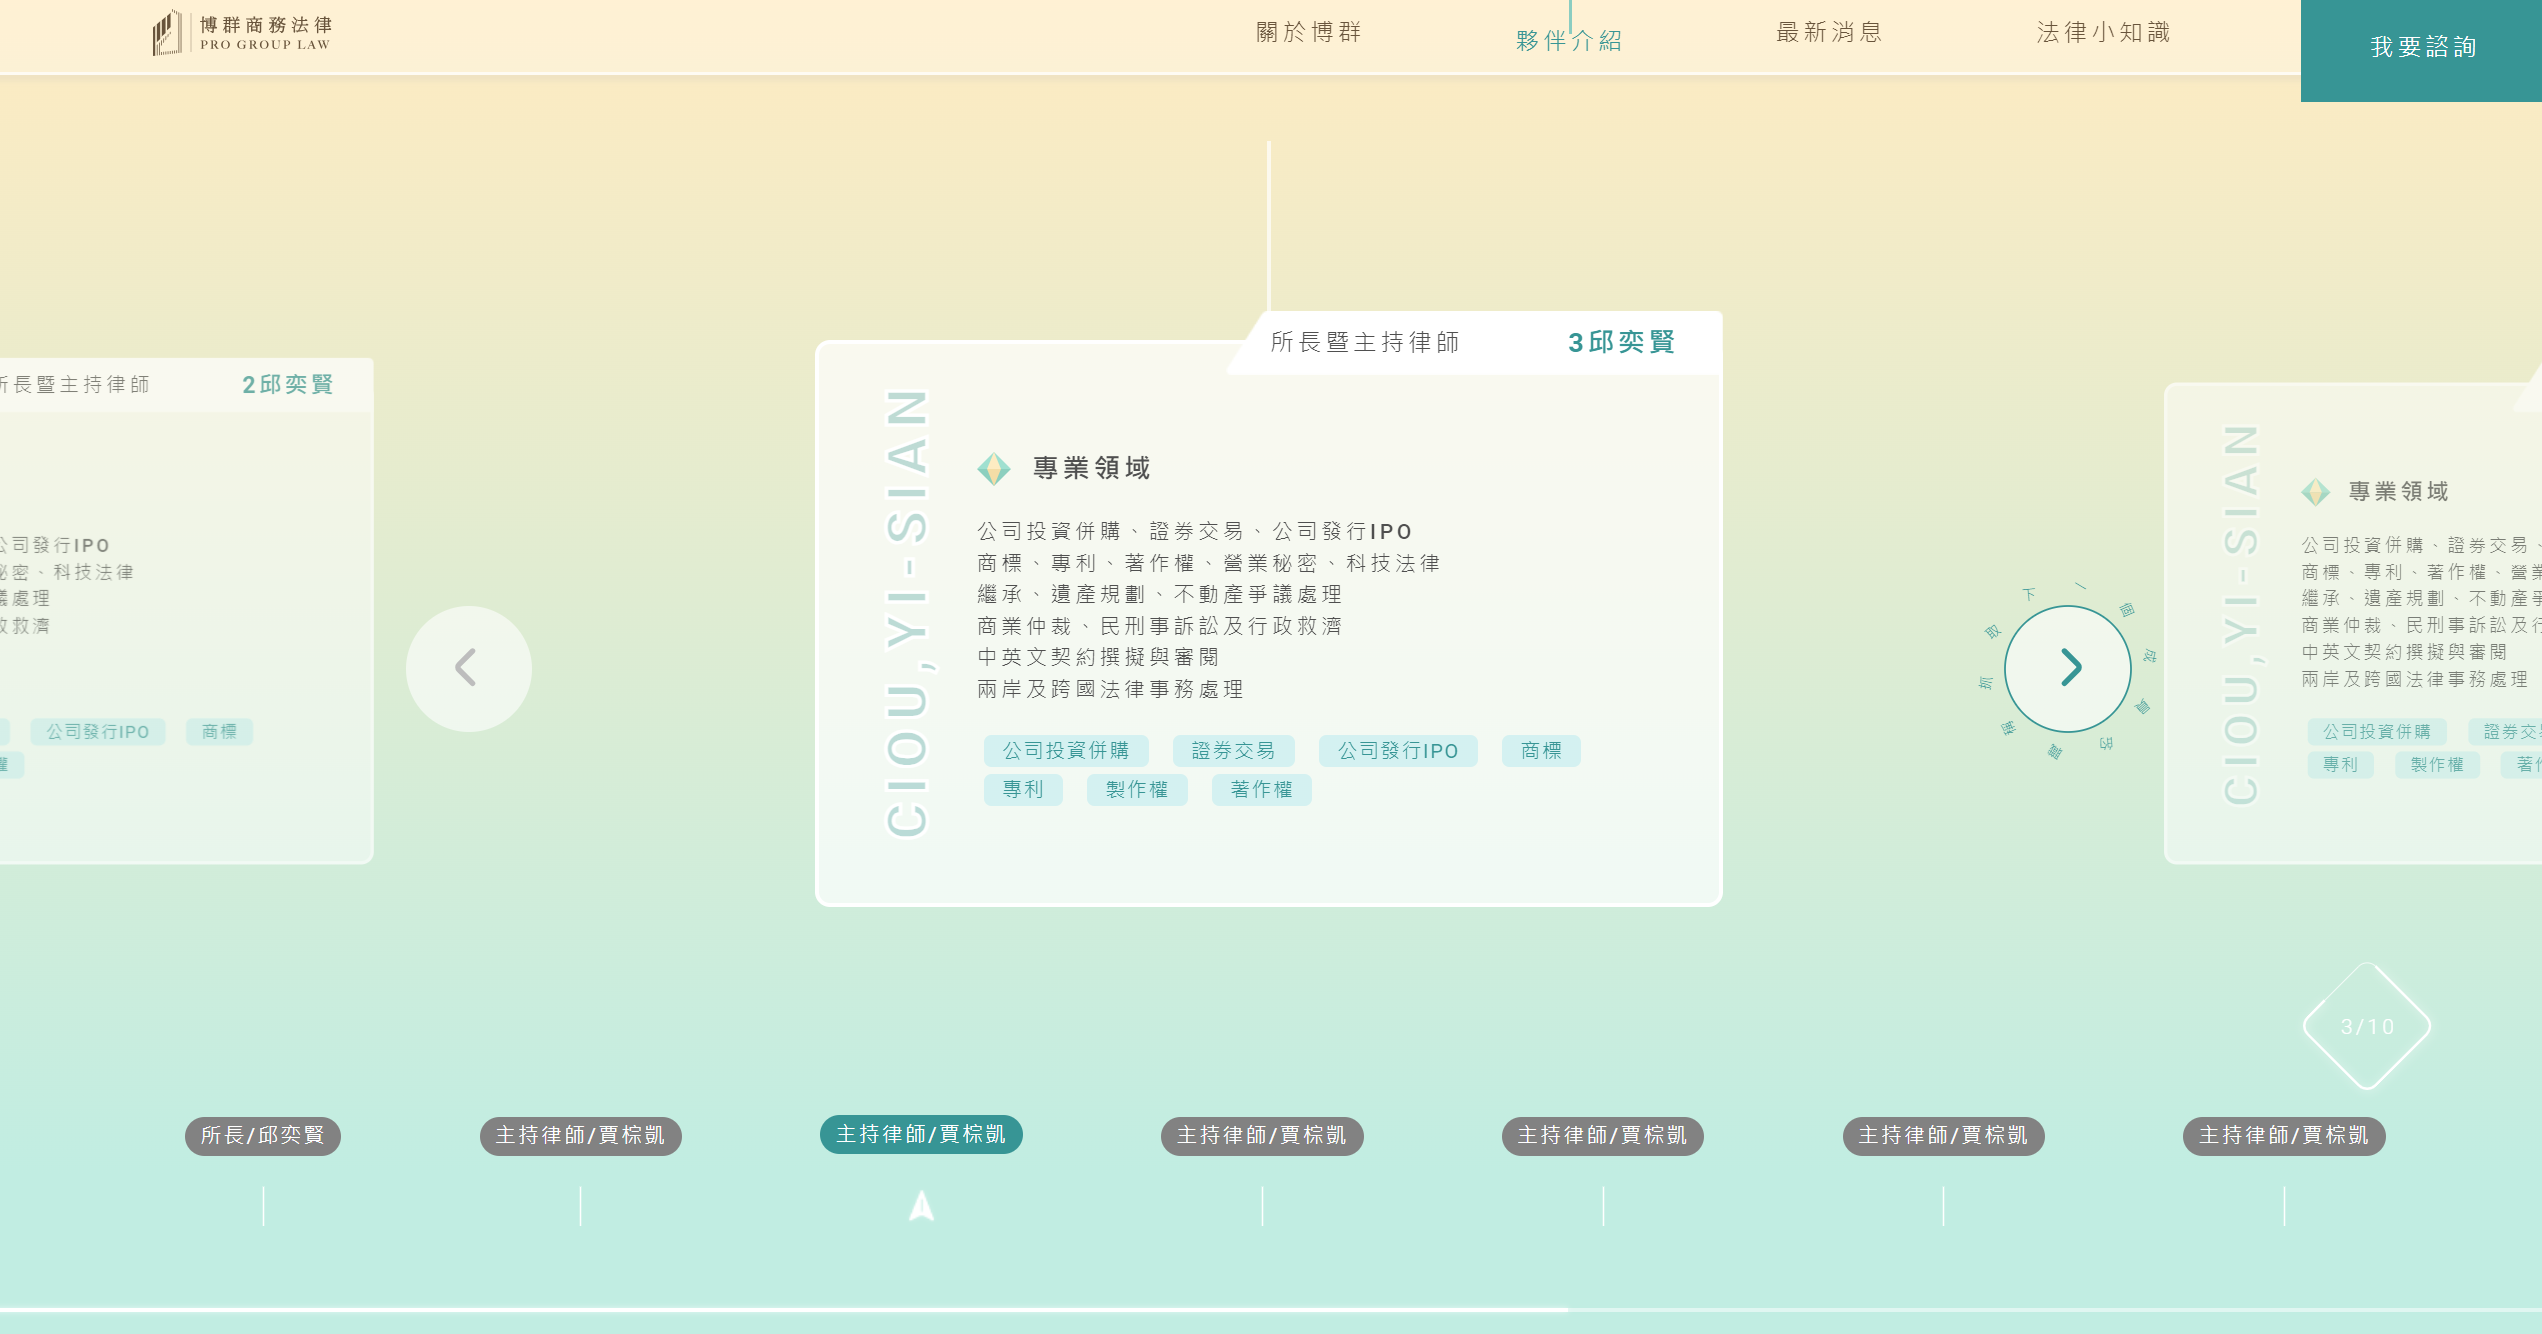 博群商務法律
PRO GROUP LAW
關於博群
夥伴介紹
最新消息
法律小知識
我要諮詢
所長暨主持律師 2邱奕賢
公司發行IPO
密、科技法律
處理
救濟
公司發行IPO 商標
權
所長暨主持律師 3邱奕賢
CIOU,YI-SIAN
專業領域
公司投資併購、證券交易、公司發行IPO
商標、專利、著作權、營業秘密、科技法律
繼承、遺產規劃、不動產爭議處理
商業仲裁、民刑事訴訟及行政救濟
中英文契約撰擬與審閱
兩岸及跨國法律事務處理
公司投資併購 證券交易 公司發行IPO 商標
專利 製作權 著作權
下一個成員的職稱
CIOU,YI-SIAN
專業領域
公司投資併購、證券交易、
商標、專利、著作權、營業
繼承、遺產規劃、不動產爭
商業仲裁、民刑事訴訟及行
中英文契約撰擬與審閱
兩岸及跨國法律事務處理
公司投資併購 證券交易
專利 製作權 著作
3/10
所長/邱奕賢
主持律師/賈棕凱
主持律師/賈棕凱
主持律師/賈棕凱
主持律師/賈棕凱
主持律師/賈棕凱
主持律師/賈棕凱